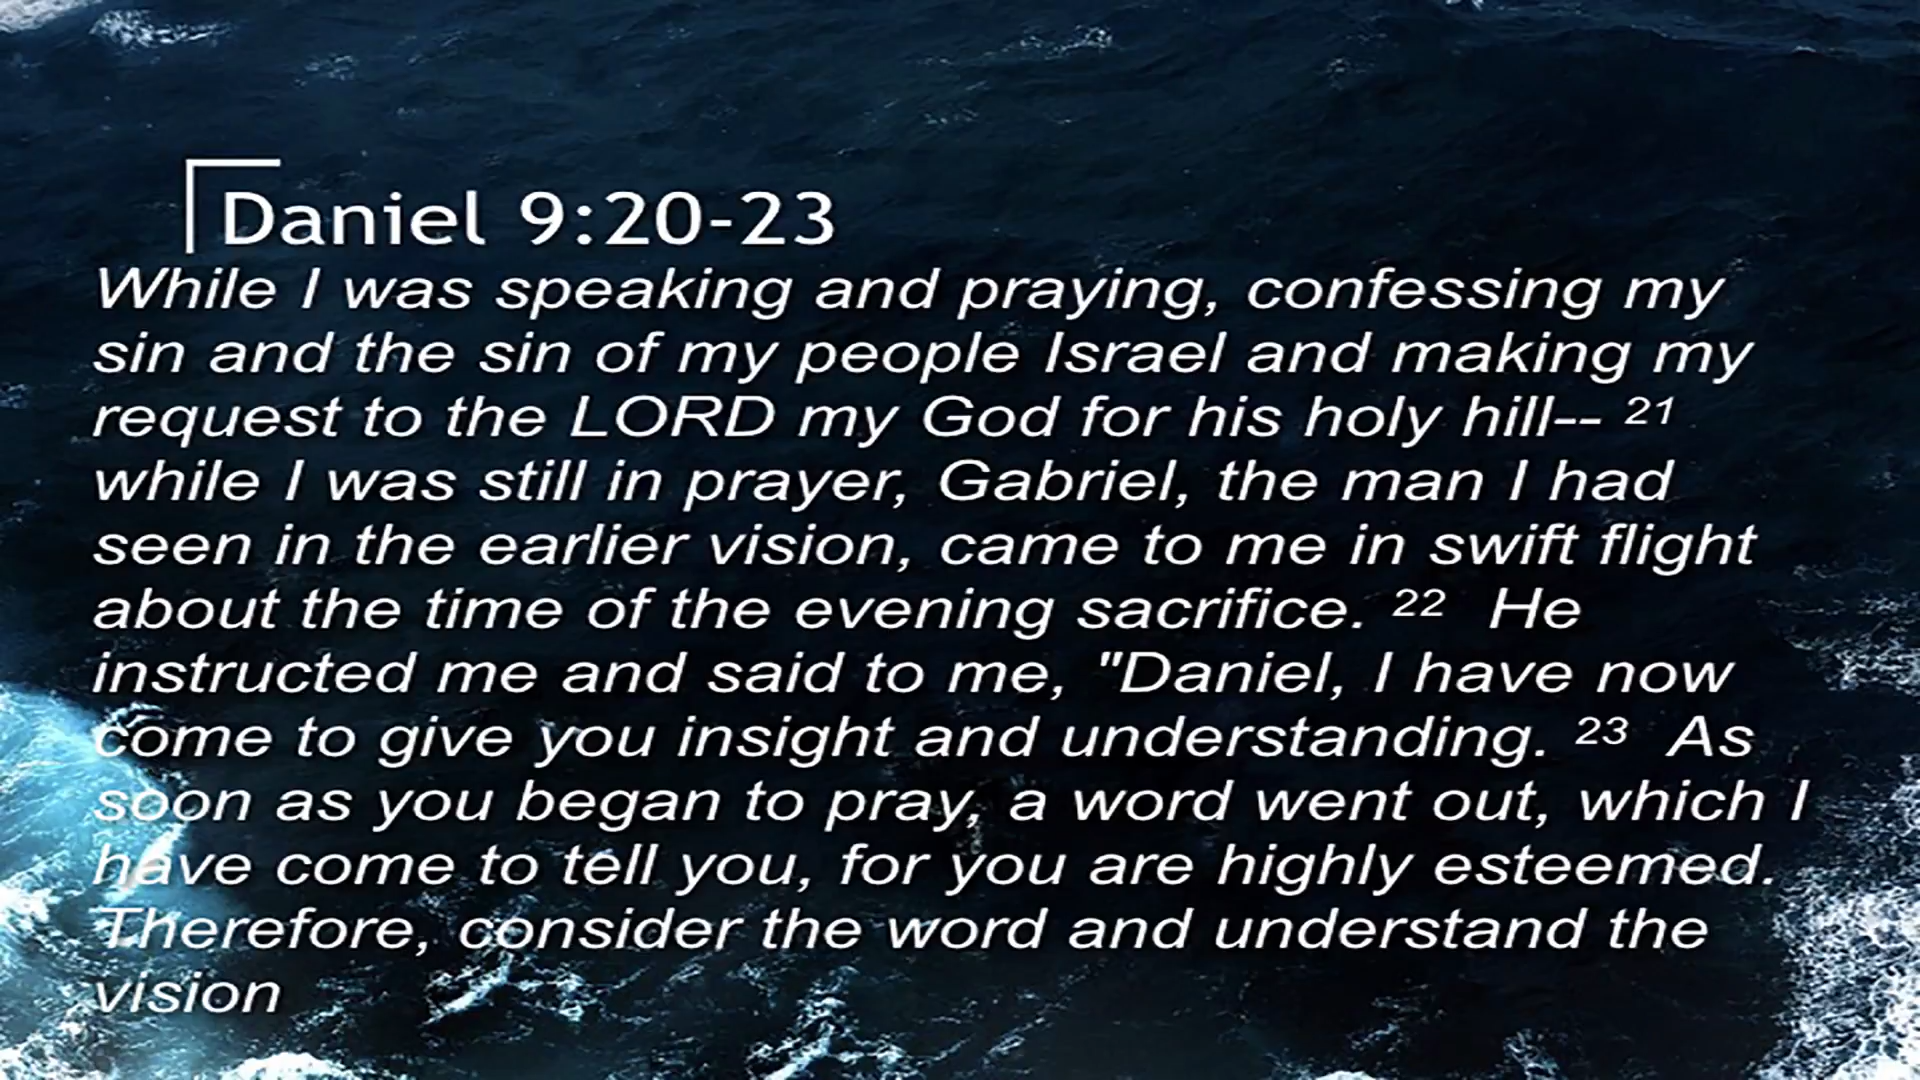 Daniel 9:20-23
While I was speaking and praying, confessing my
sin and the sin of my people Israel and making my
request to the LORD my God for his holy hill-- 21
while I was still in prayer, Gabriel, the man I had
seen in the earlier vision, came to me in swift flight
about the time of the evening sacrifice. 22 He
instructed me and said to me, "Daniel, I have now
come to give you insight and understanding. 23 As
soon as you began to pray, a word went out, which I
have come to tell you, for you are highly esteemed.
Therefore, consider the word and understand the
vision